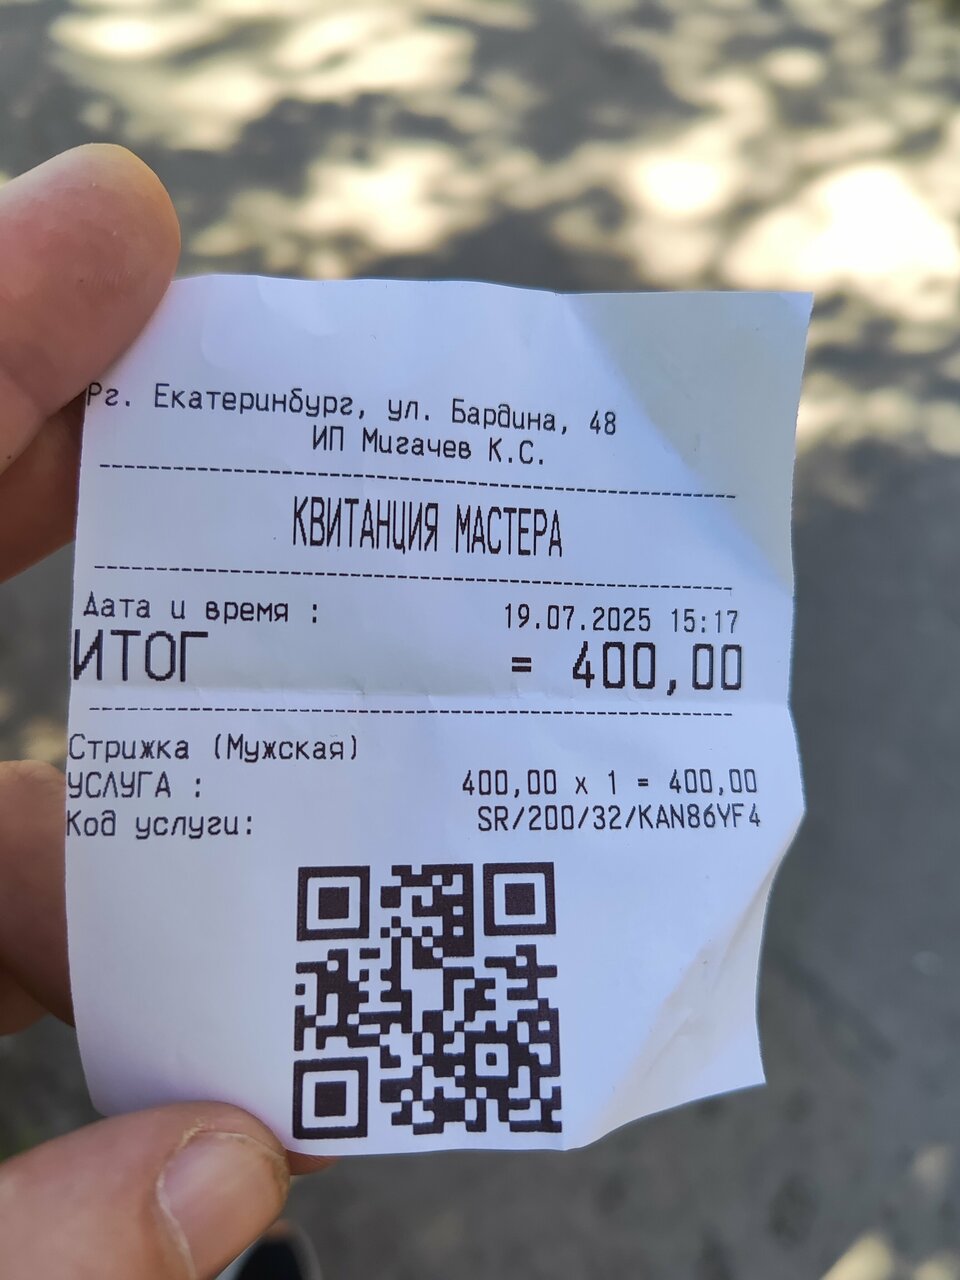 Рг. Екатеринбург, ул. Бардина, 48
ИП Мигачев К.С.
КВИТАНЦИЯ МАСТЕРА
Дата и время : 19.07.2025 15:17
ИТОГ = 400,00
Стрижка (Мужская)
УСЛУГА : 400,00 x 1 = 400,00
Код услуги: SR/200/32/KAN86YF4